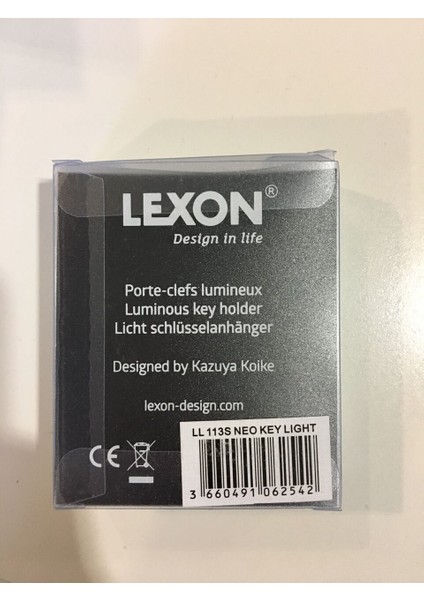 LEXON®
Design in life
Porte-clefs lumineux
Luminous key holder
Licht schlüsselanhänger
Designed by Kazuya Koike
lexon-design.com
LL 113S NEO KEY LIGHT
CE
3 660491 062542